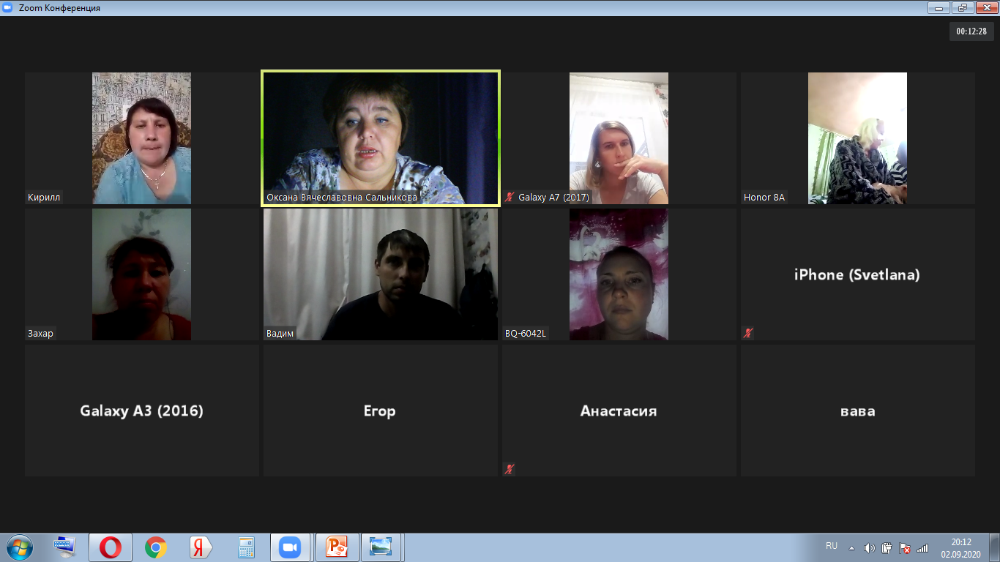 Zoom Конференция
00:12:28
Кирилл
Оксана Вячеславовна Сальникова
Galaxy A7 (2017)
Honor 8A
Захар
Вадим
BQ-6042L
iPhone (Svetlana)
Galaxy A3 (2016)
Егор
Анастасия
вава
RU
20:12
02.09.2020